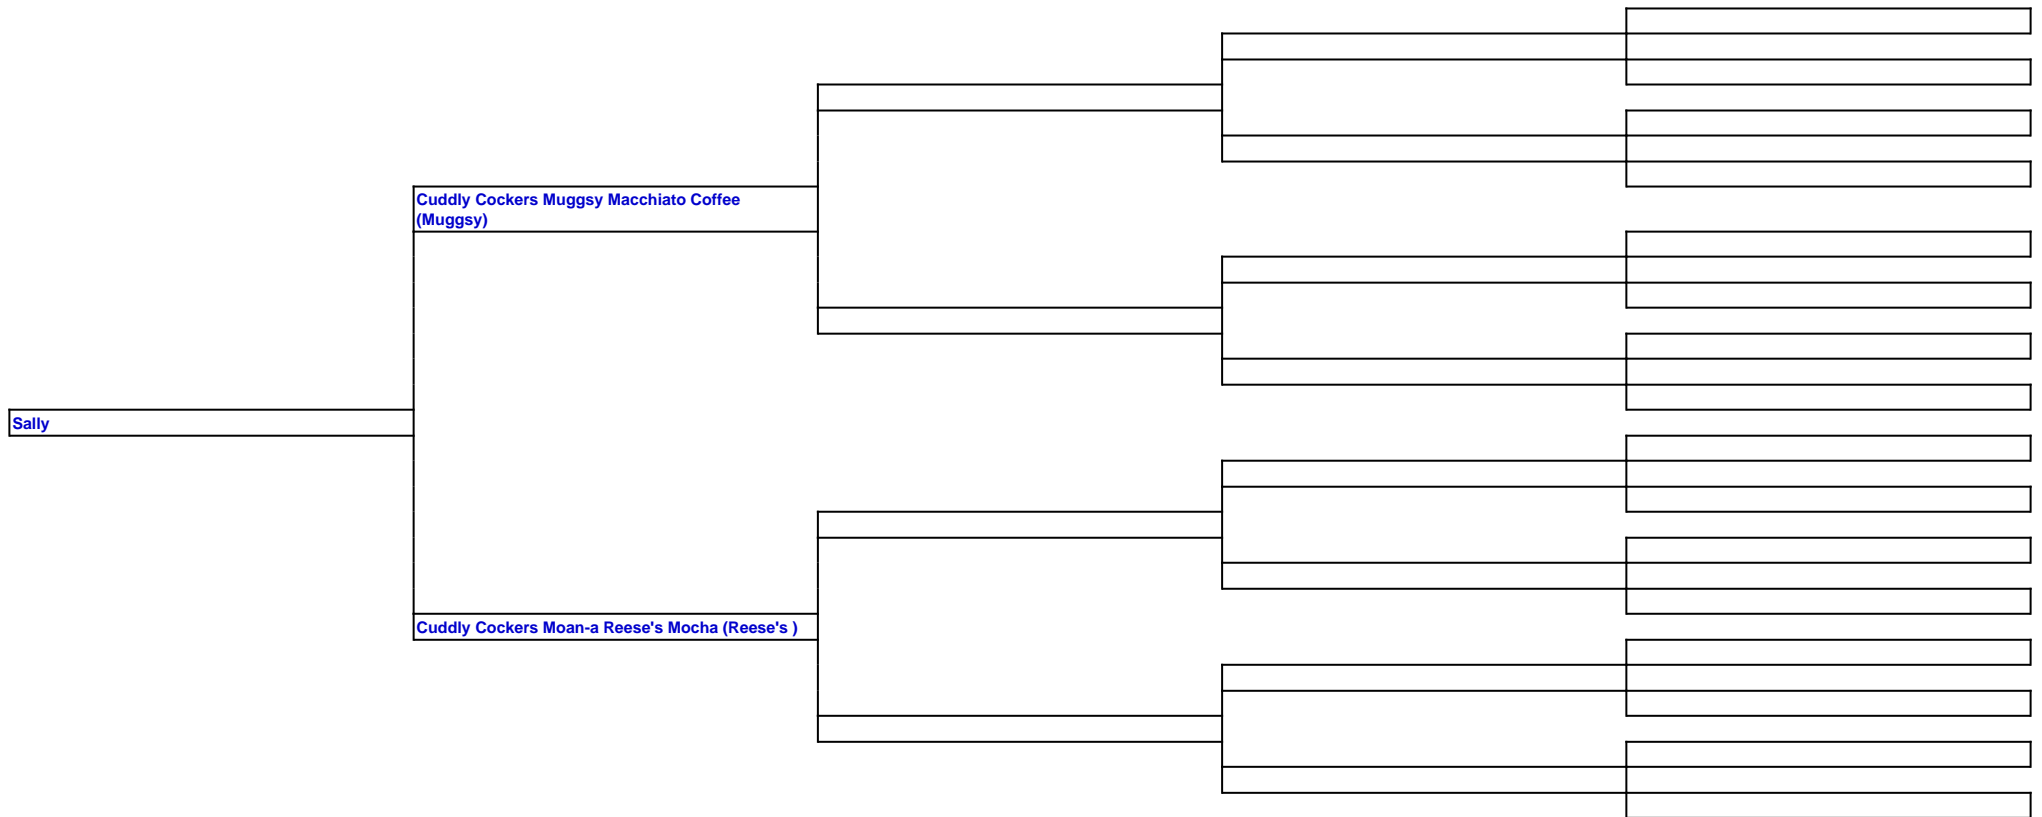 Cuddly Cockers Muggsy Macchiato Coffee
(Muggsy)
Sally
Cuddly Cockers Moan-a Reese's Mocha (Reese's )